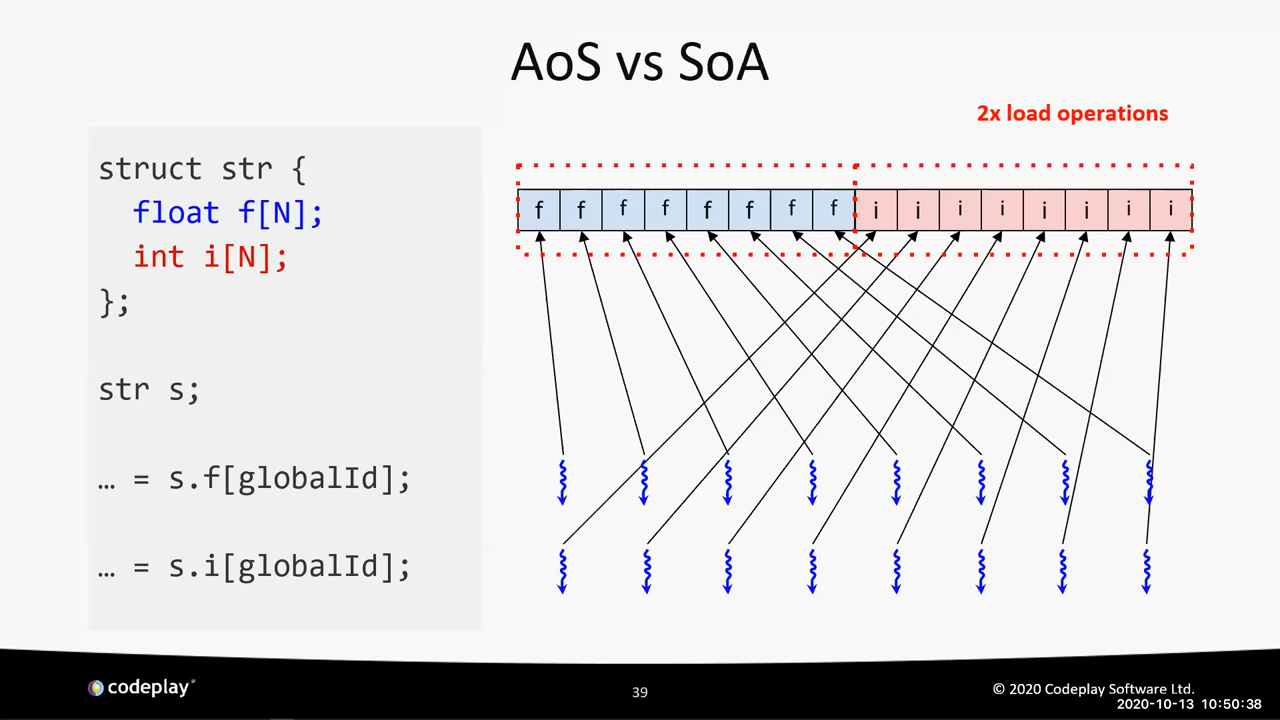 AoS vs SoA
2x load operations
struct str {
float f[N];
int i[N];
};
str s;
… = s.f[globalId];
… = s.i[globalId];
f f f f f f f f i i i i i i i i
codeplay®
39
© 2020 Codeplay Software Ltd.
2020-10-13 10:50:38